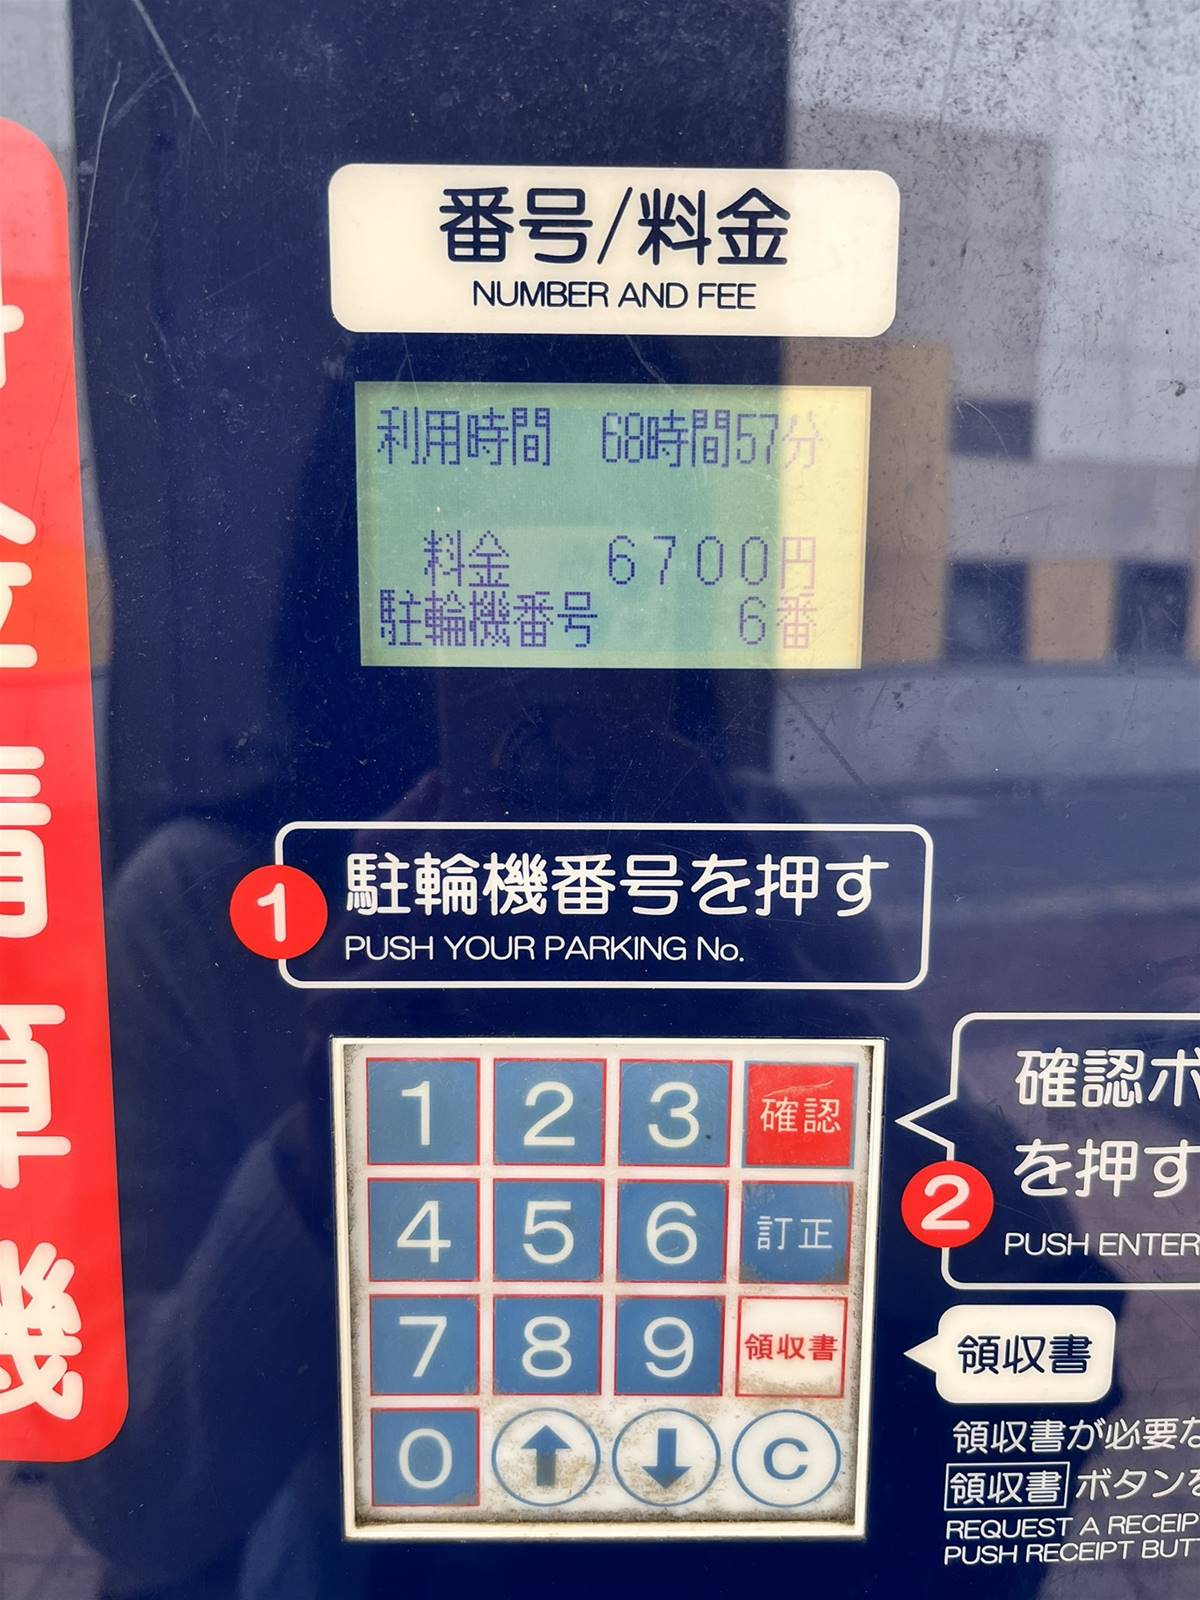 番号/料金
NUMBER AND FEE
利用時間 68時間57分
料金 6700円
駐輪機番号 6番
1 駐輪機番号を押す
PUSH YOUR PARKING No.
1 2 3 確認
4 5 6 訂正
7 8 9 領収書
0 ↑ ↓ C
確認ボ
2 を押す
PUSH ENTER
領収書
領収書が必要な
領収書 ボタンを
REQUEST A RECEIP
PUSH RECEIPT BUT
精算機